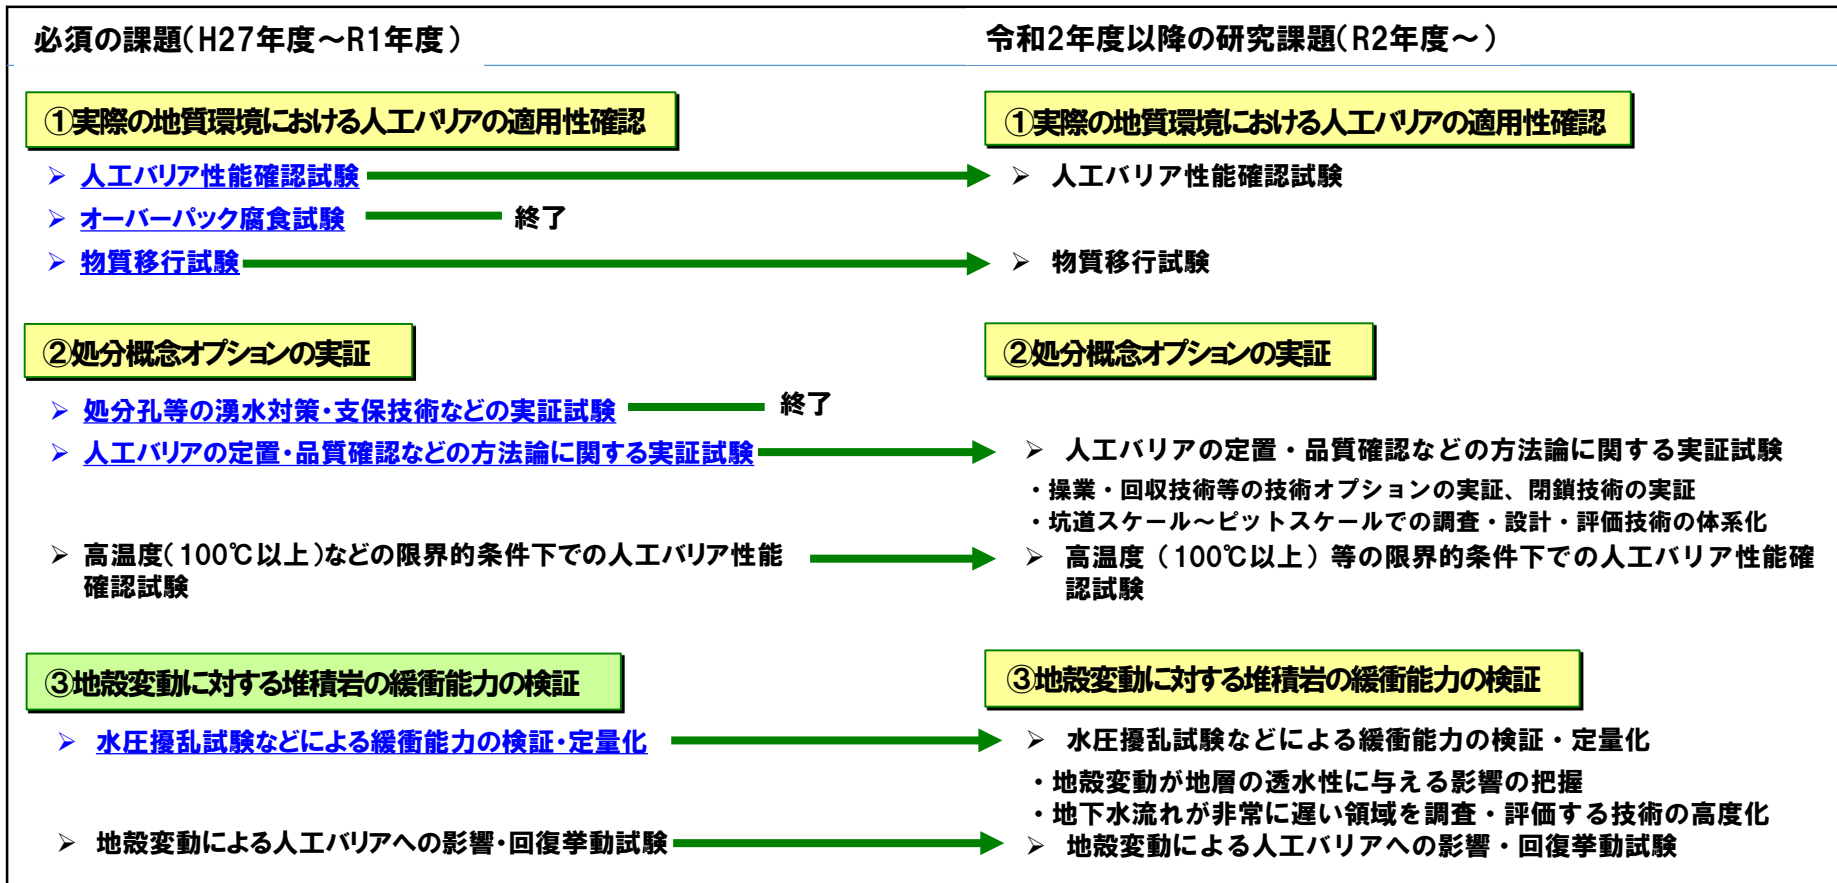 必須の課題（H27年度～R1年度）
令和2年度以降の研究課題（R2年度～）
①実際の地質環境における人工バリアの適用性確認
➢ 人工バリア性能確認試験
➢ オーバーパック腐食試験 終了
➢ 物質移行試験
①実際の地質環境における人工バリアの適用性確認
➢ 人工バリア性能確認試験
➢ 物質移行試験
②処分概念オプションの実証
➢ 処分孔等の湧水対策・支保技術などの実証試験 終了
➢ 人工バリアの定置・品質確認などの方法論に関する実証試験
➢ 高温度（100℃以上）などの限界的条件下での人工バリア性能
確認試験
②処分概念オプションの実証
➢ 人工バリアの定置・品質確認などの方法論に関する実証試験
・操業・回収技術等の技術オプションの実証、閉鎖技術の実証
・坑道スケール～ピットスケールでの調査・設計・評価技術の体系化
➢ 高温度（100℃以上）等の限界的条件下での人工バリア性能確
認試験
③地殻変動に対する堆積岩の緩衝能力の検証
➢ 水圧擾乱試験などによる緩衝能力の検証・定量化
➢ 地殻変動による人工バリアへの影響・回復挙動試験
③地殻変動に対する堆積岩の緩衝能力の検証
➢ 水圧擾乱試験などによる緩衝能力の検証・定量化
・地殻変動が地層の透水性に与える影響の把握
・地下水流れが非常に遅い領域を調査・評価する技術の高度化
➢ 地殻変動による人工バリアへの影響・回復挙動試験